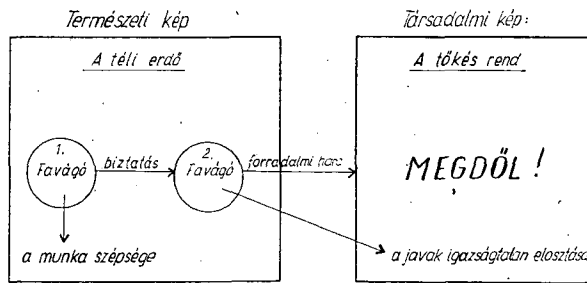 Természeti kép
Társadalmi kép:
A téli erdő
A tőkés rend
1.
Favágó
biztatás
2.
Favágó
forradalmi harc
MEGDŐL !
a munka szépsége
a javak igazságtalan elosztása